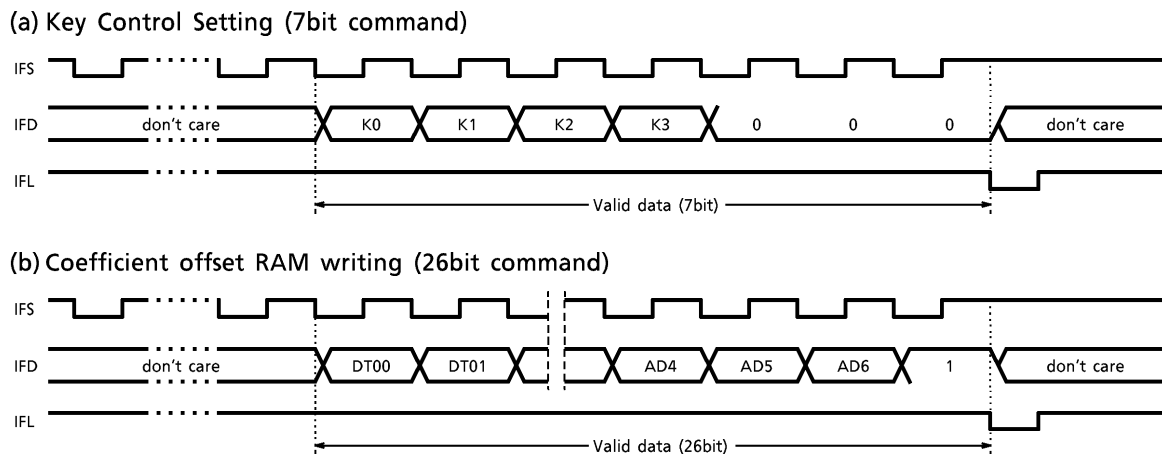 (a) Key Control Setting (7bit command)
IFS
IFD don't care K0 K1 K2 K3 0 0 0 don't care
IFL
Valid data (7bit)
(b) Coefficient offset RAM writing (26bit command)
IFS
IFD don't care DT00 DT01 AD4 AD5 AD6 1 don't care
IFL
Valid data (26bit)